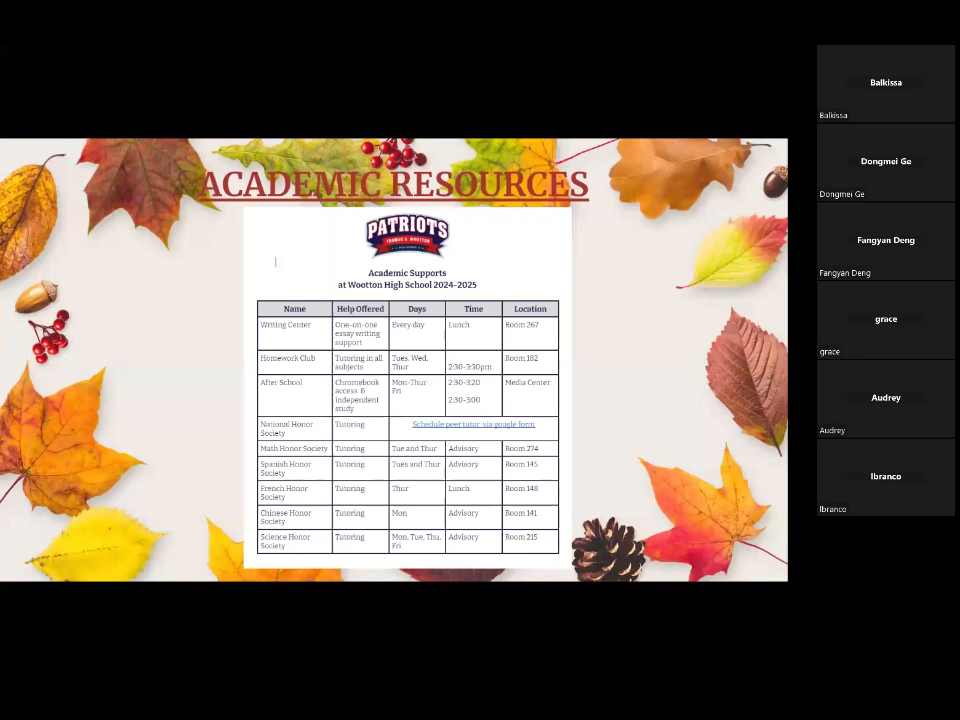 ACADEMIC RESOURCES
PATRIOTS
THOMAS S. WOOTTON
Academic Supports
at Wootton High School 2024-2025
Name Help Offered Days Time Location
Writing Center One-on-one essay writing support Every day Lunch Room 267
Homework Club Tutoring in all subjects Tues, Wed, Thur 2:30-3:30pm Room 182
After School Chromebook access & independent study Mon-Thur Fri 2:30-3:20 2:30-3:00 Media Center
National Honor Society Tutoring Schedule peer tutor via google form
Math Honor Society Tutoring Tue and Thur Advisory Room 274
Spanish Honor Society Tutoring Tues and Thur Advisory Room 145
French Honor Society Tutoring Thur Lunch Room 148
Chinese Honor Society Tutoring Mon Advisory Room 141
Science Honor Society Tutoring Mon, Tue, Thu, Fri Advisory Room 215
Balkissa
Balkissa
Dongmei Ge
Dongmei Ge
Fangyan Deng
Fangyan Deng
grace
grace
Audrey
Audrey
lbranco
lbranco